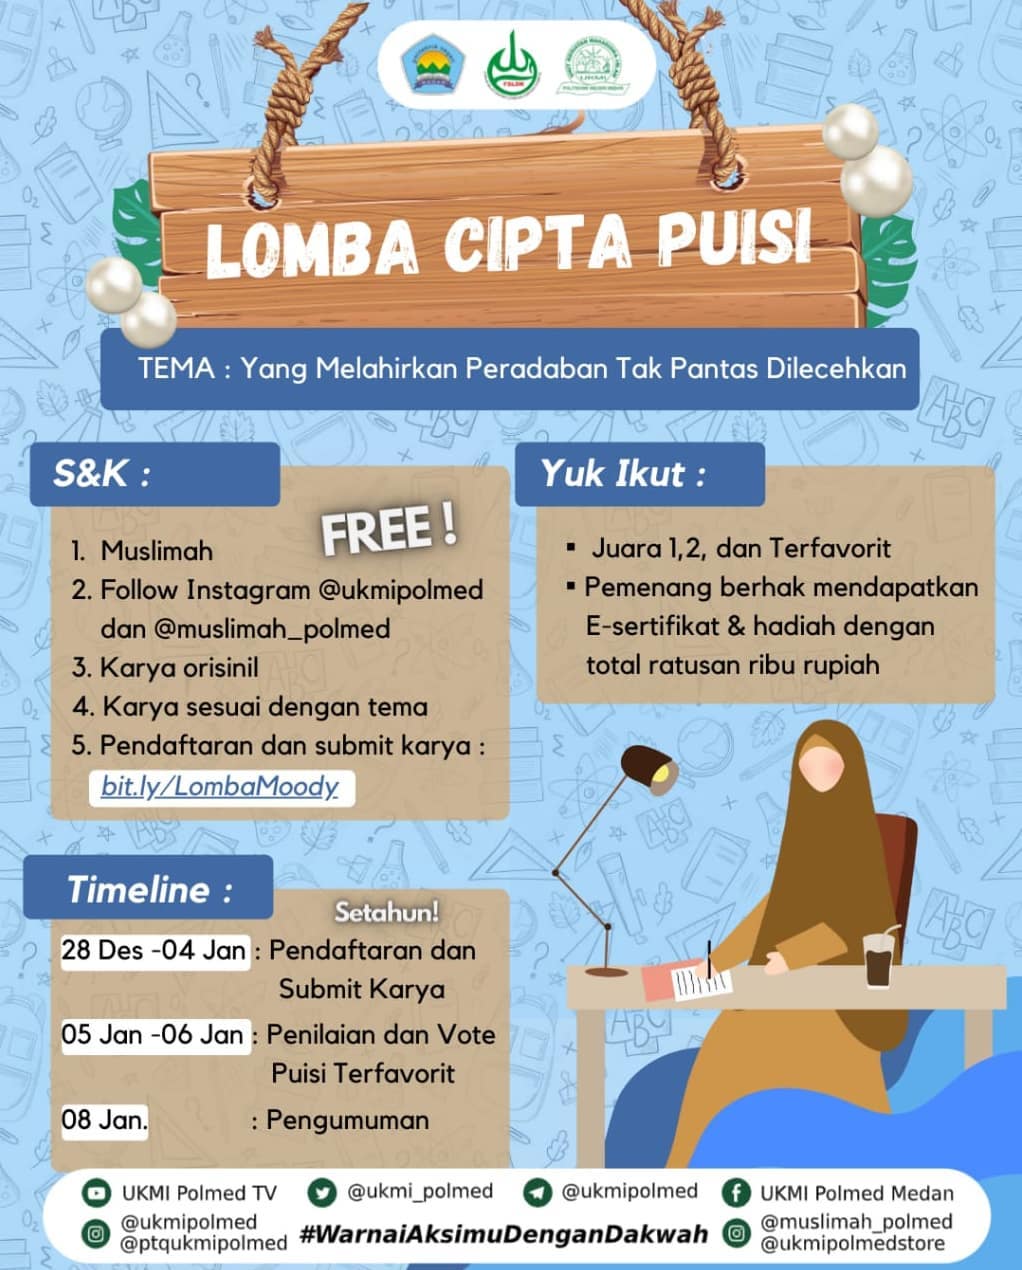 LOMBA CIPTA PUISI
TEMA : Yang Melahirkan Peradaban Tak Pantas Dilecehkan
S&K :
FREE !
1. Muslimah
2. Follow Instagram @ukmipolmed
dan @muslimah_polmed
3. Karya orisinil
4. Karya sesuai dengan tema
5. Pendaftaran dan submit karya :
bit.ly/LombaMoody
Yuk Ikut :
▪ Juara 1,2, dan Terfavorit
▪ Pemenang berhak mendapatkan
E-sertifikat & hadiah dengan
total ratusan ribu rupiah
Timeline :
Setahun!
28 Des -04 Jan : Pendaftaran dan
Submit Karya
05 Jan -06 Jan : Penilaian dan Vote
Puisi Terfavorit
08 Jan. : Pengumuman
UKMI Polmed TV @ukmi_polmed @ukmipolmed UKMI Polmed Medan
@ukmipolmed
@ptqukmipolmed
#WarnaiAksimuDenganDakwah
@muslimah_polmed
@ukmipolmedstore